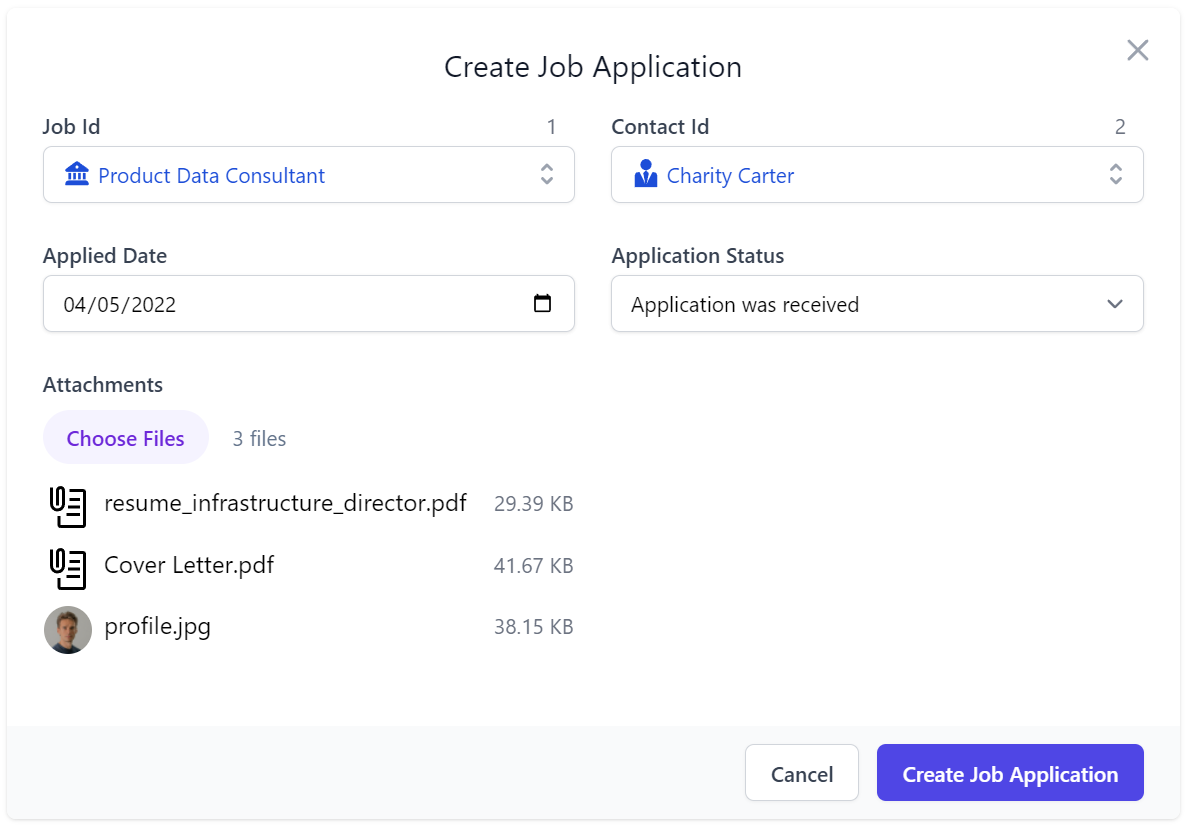 Create Job Application
Job Id 1
Product Data Consultant
Contact Id 2
Charity Carter
Applied Date
04/05/2022
Application Status
Application was received
Attachments
Choose Files 3 files
resume_infrastructure_director.pdf 29.39 KB
Cover Letter.pdf 41.67 KB
profile.jpg 38.15 KB
Cancel Create Job Application